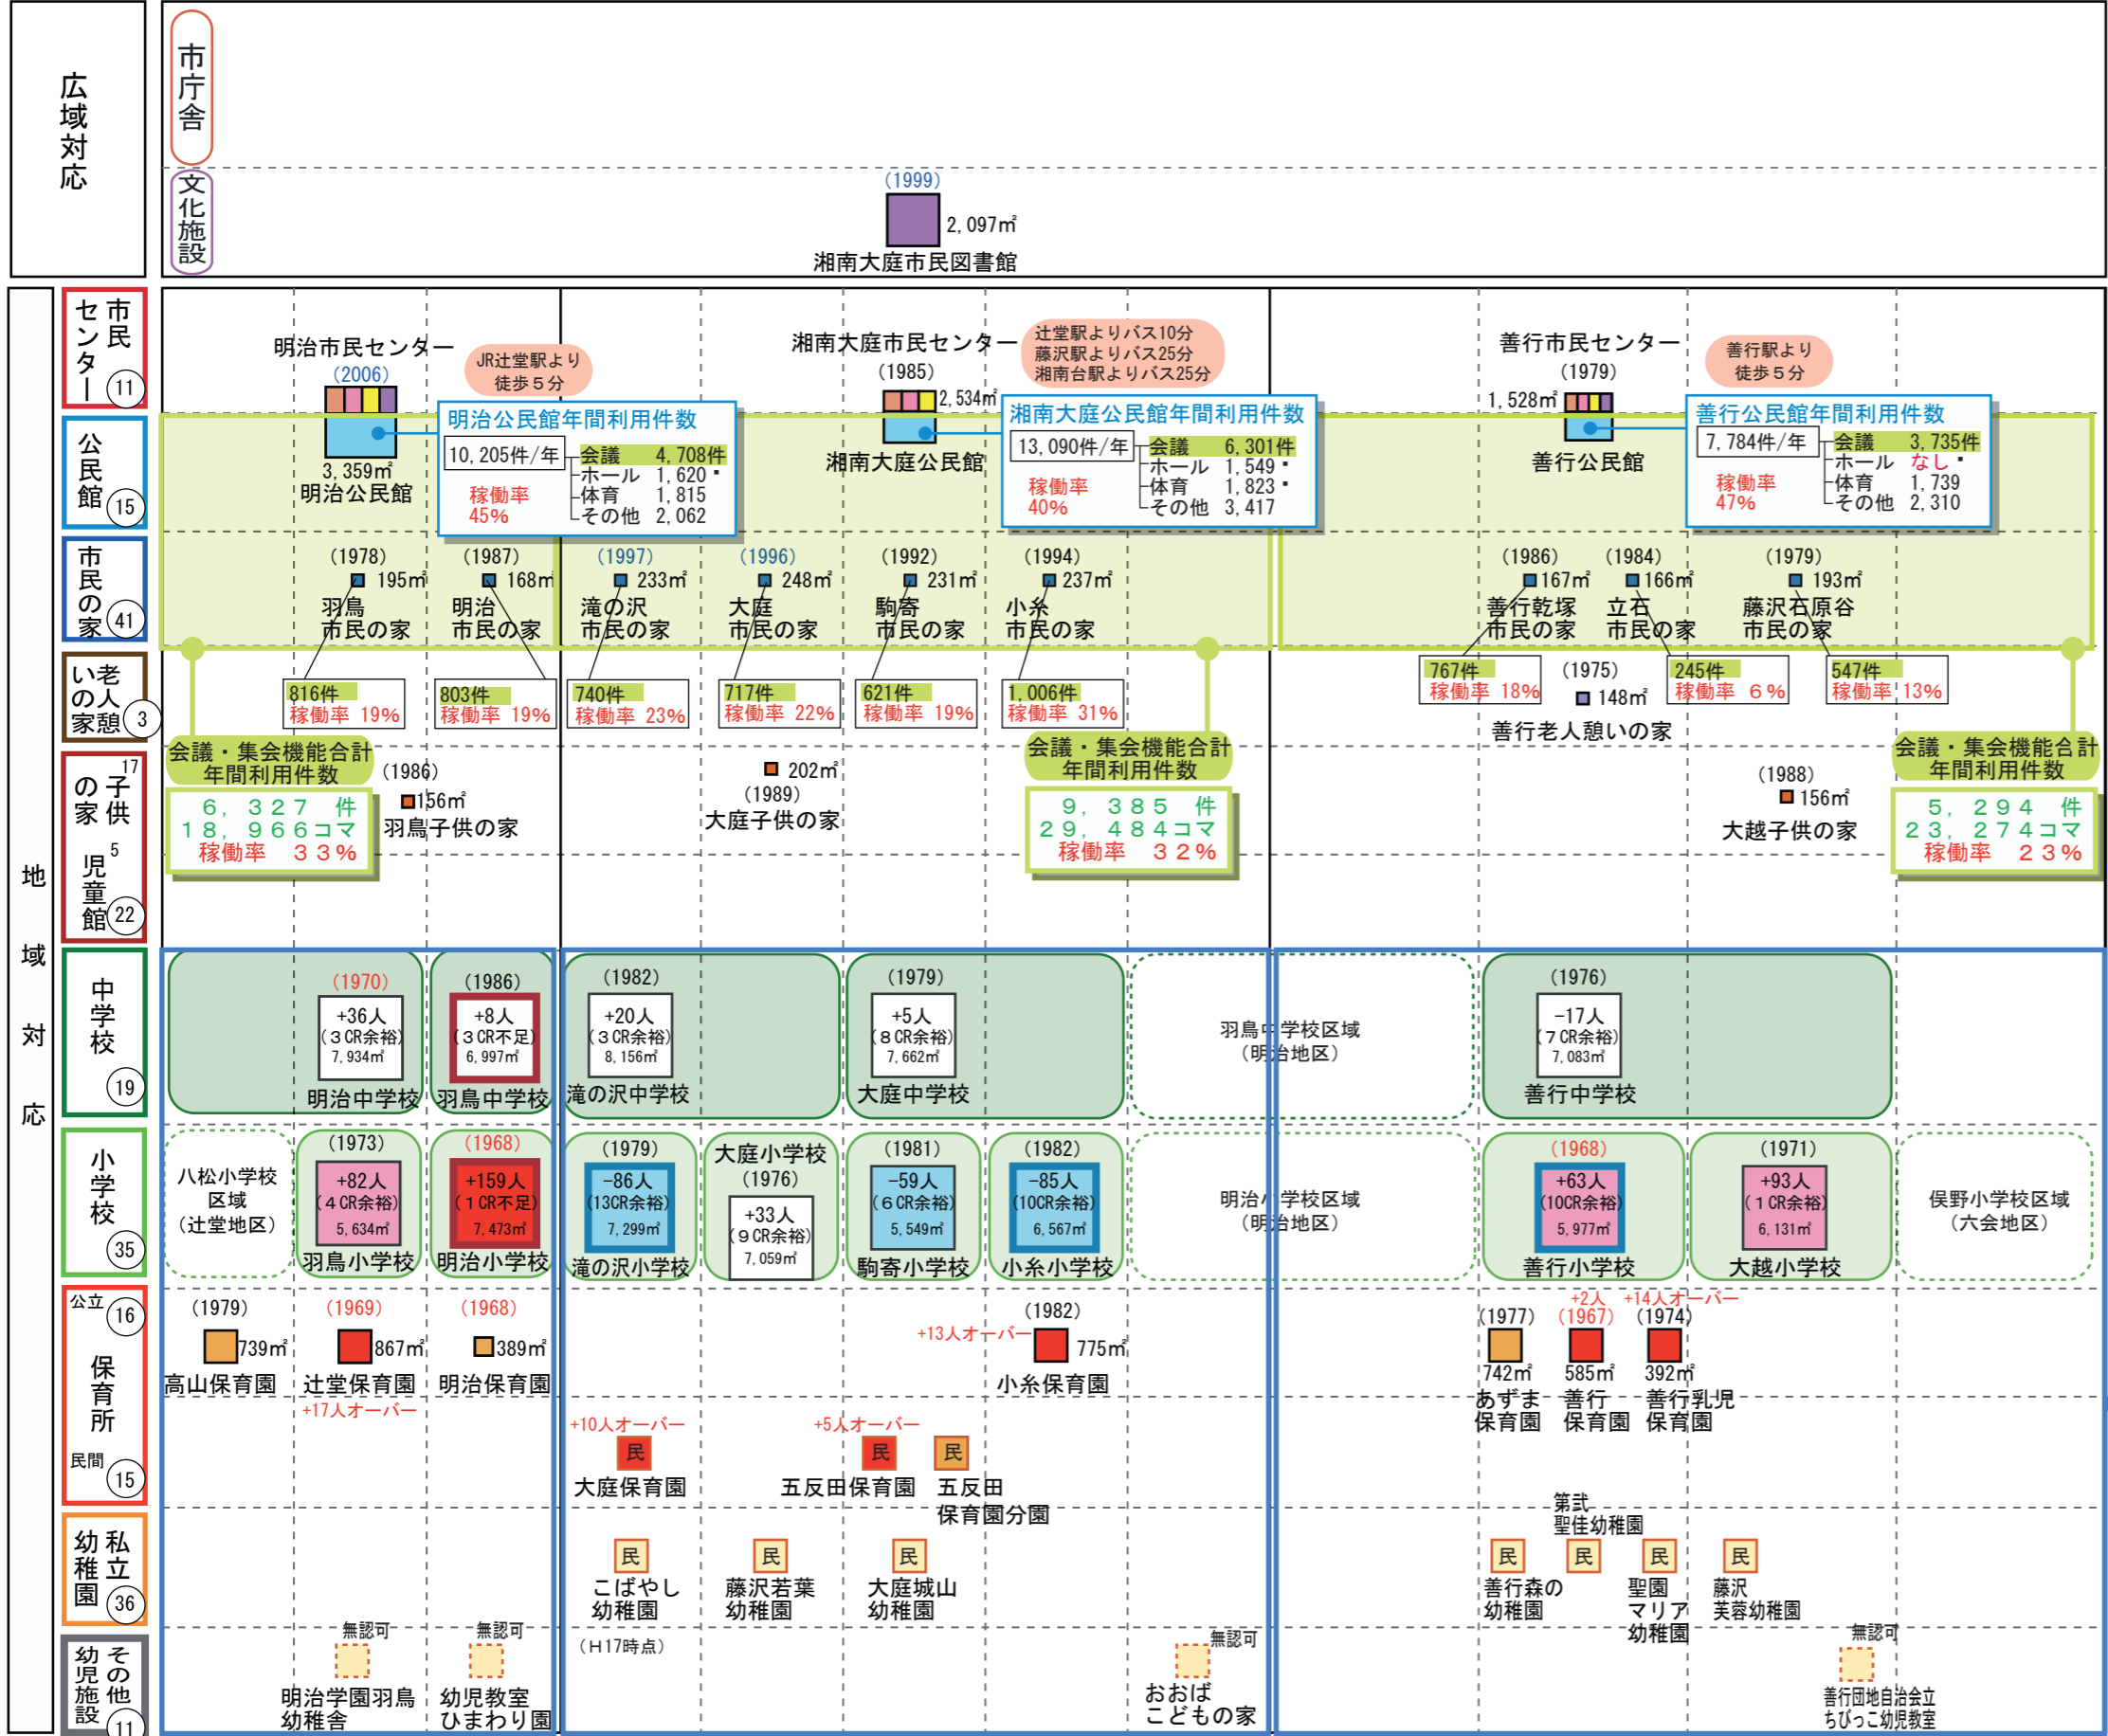 広域対応
市庁舎
文化施設
(1999)
2,097㎡
湘南大庭市民図書館
地域対応
市民センター
11
明治市民センター
(2006)
JR辻堂駅より
徒歩5分
湘南大庭市民センター
(1985)
2,534㎡
辻堂駅よりバス10分
藤沢駅よりバス25分
湘南台駅よりバス25分
善行市民センター
(1979)
1,528㎡
善行駅より
徒歩5分
公民館
15
3,359㎡
明治公民館
明治公民館年間利用件数
10,205件/年
会議 4,708件
ホール 1,620
体育 1,815
その他 2,062
稼働率
45%
湘南大庭公民館
湘南大庭公民館年間利用件数
13,090件/年
会議 6,301件
ホール 1,549
体育 1,823
その他 3,417
稼働率
40%
善行公民館
善行公民館年間利用件数
7,784件/年
会議 3,735件
ホール なし
体育 1,739
その他 2,310
稼働率
47%
市民の家
41
(1978)
195㎡
羽鳥
市民の家
(1987)
168㎡
明治
市民の家
(1997)
233㎡
滝の沢
市民の家
(1996)
248㎡
大庭
市民の家
(1992)
231㎡
駒寄
市民の家
(1994)
237㎡
小糸
市民の家
(1986)
167㎡
善行乾塚
市民の家
(1984)
166㎡
立石
市民の家
(1979)
193㎡
藤沢石原谷
市民の家
老人憩いの家
3
816件
稼働率 19%
803件
稼働率 19%
740件
稼働率 23%
717件
稼働率 22%
621件
稼働率 19%
1,006件
稼働率 31%
767件
稼働率 18%
(1975)
148㎡
善行老人憩いの家
245件
稼働率 6%
547件
稼働率 13%
子供の家
17
児童館
5
22
会議・集会機能合計
年間利用件数
6,327 件
18,966コマ
稼働率 33%
(1986)
156㎡
羽鳥子供の家
202㎡
(1989)
大庭子供の家
会議・集会機能合計
年間利用件数
9,385 件
29,484コマ
稼働率 32%
(1988)
156㎡
大越子供の家
会議・集会機能合計
年間利用件数
5,294 件
23,274コマ
稼働率 23%
中学校
19
(1970)
+36人
(3CR余裕)
7,934㎡
明治中学校
(1986)
+8人
(3CR不足)
6,997㎡
羽鳥中学校
(1982)
+20人
(3CR余裕)
8,156㎡
滝の沢中学校
(1979)
+5人
(8CR余裕)
7,662㎡
大庭中学校
羽鳥中学校区域
(明治地区)
(1976)
-17人
(7CR余裕)
7,083㎡
善行中学校
小学校
35
八松小学校
区域
(辻堂地区)
(1973)
+82人
(4CR余裕)
5,634㎡
羽鳥小学校
(1968)
+159人
(1CR不足)
7,473㎡
明治小学校
(1979)
-86人
(13CR余裕)
7,299㎡
滝の沢小学校
大庭小学校
(1976)
+33人
(9CR余裕)
7,059㎡
(1981)
-59人
(6CR余裕)
5,549㎡
駒寄小学校
(1982)
-85人
(10CR余裕)
6,567㎡
小糸小学校
明治小学校区域
(明治地区)
(1968)
+63人
(10CR余裕)
5,977㎡
善行小学校
(1971)
+93人
(1CR余裕)
6,131㎡
大越小学校
俣野小学校区域
(六会地区)
公立
16
保育所
民間
15
(1979)
739㎡
高山保育園
(1969)
867㎡
辻堂保育園
+17人オーバー
(1968)
389㎡
明治保育園
(1982)
+13人オーバー
775㎡
小糸保育園
(1977)
742㎡
あずま
保育園
+2人
(1967)
585㎡
善行
保育園
+14人オーバー
(1974)
392㎡
善行乳児
保育園
+10人オーバー
民
大庭保育園
+5人オーバー
民
五反田保育園
民
五反田
保育園分園
私立幼稚園
36
民
こばやし
幼稚園
民
藤沢若葉
幼稚園
民
大庭城山
幼稚園
民
善行森の
幼稚園
第弐
聖佳幼稚園
民
民
聖園
マリア
幼稚園
民
藤沢
芙蓉幼稚園
その他幼児施設
11
無認可
明治学園羽鳥
幼稚舎
無認可
幼児教室
ひまわり園
(H17時点)
無認可
おおば
こどもの家
無認可
善行団地自治会立
ちびっこ幼児教室